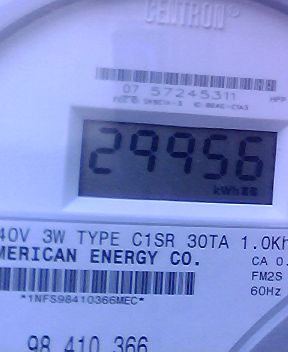 CENTRON®
07 57245311
29956
kWh
40V 3W TYPE C1SR 30TA 1.0Kh
MERICAN ENERGY CO.
CA 0.
FM2S
60Hz
*1NFS98410366MEC*
98 410 366